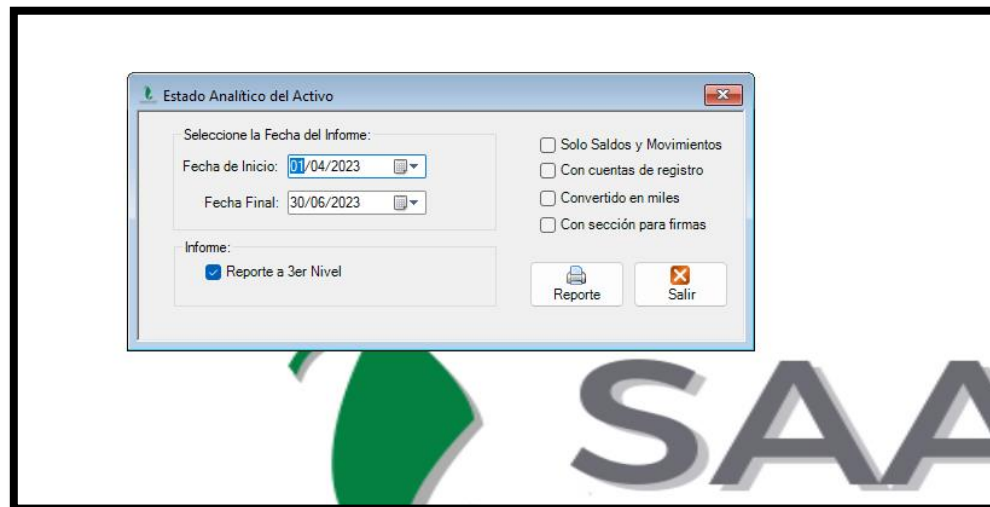 Estado Analítico del Activo
Seleccione la Fecha del Informe:
Fecha de Inicio: 01/04/2023
Fecha Final: 30/06/2023
Informe:
Reporte a 3er Nivel
Solo Saldos y Movimientos
Con cuentas de registro
Convertido en miles
Con sección para firmas
Reporte
Salir
SAA